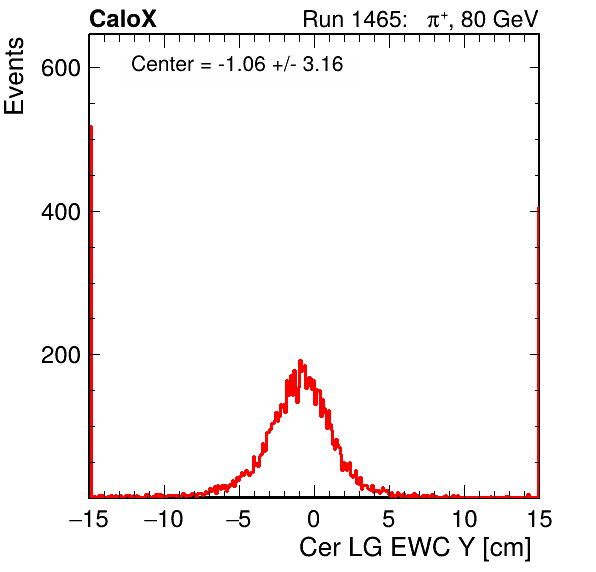 CaloX
Run 1465: π⁺, 80 GeV
Center = -1.06 +/- 3.16
Events
600
400
200
−15 −10 −5 0 5 10 15
Cer LG EWC Y [cm]